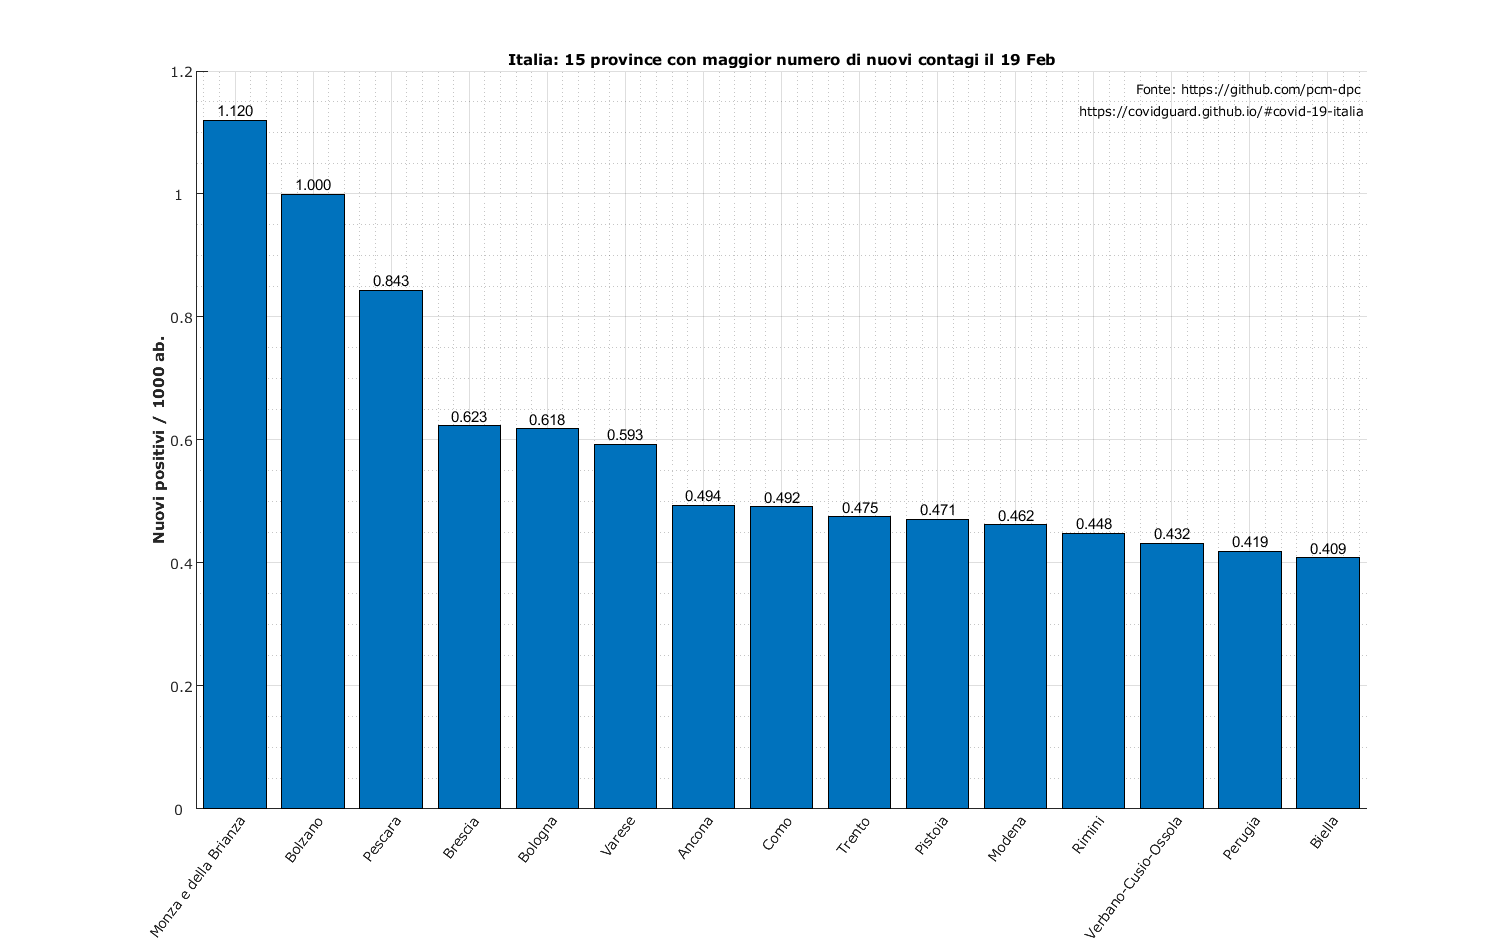 Italia: 15 province con maggior numero di nuovi contagi il 19 Feb
Fonte: https://github.com/pcm-dpc
https://covidguard.github.io/#covid-19-italia
Nuovi positivi / 1000 ab.
1.2
1
0.8
0.6
0.4
0.2
0
1.120
1.000
0.843
0.623
0.618
0.593
0.494
0.492
0.475
0.471
0.462
0.448
0.432
0.419
0.409
Monza e della Brianza
Bolzano
Pescara
Brescia
Bologna
Varese
Ancona
Como
Trento
Pistoia
Modena
Rimini
Verbano-Cusio-Ossola
Perugia
Biella